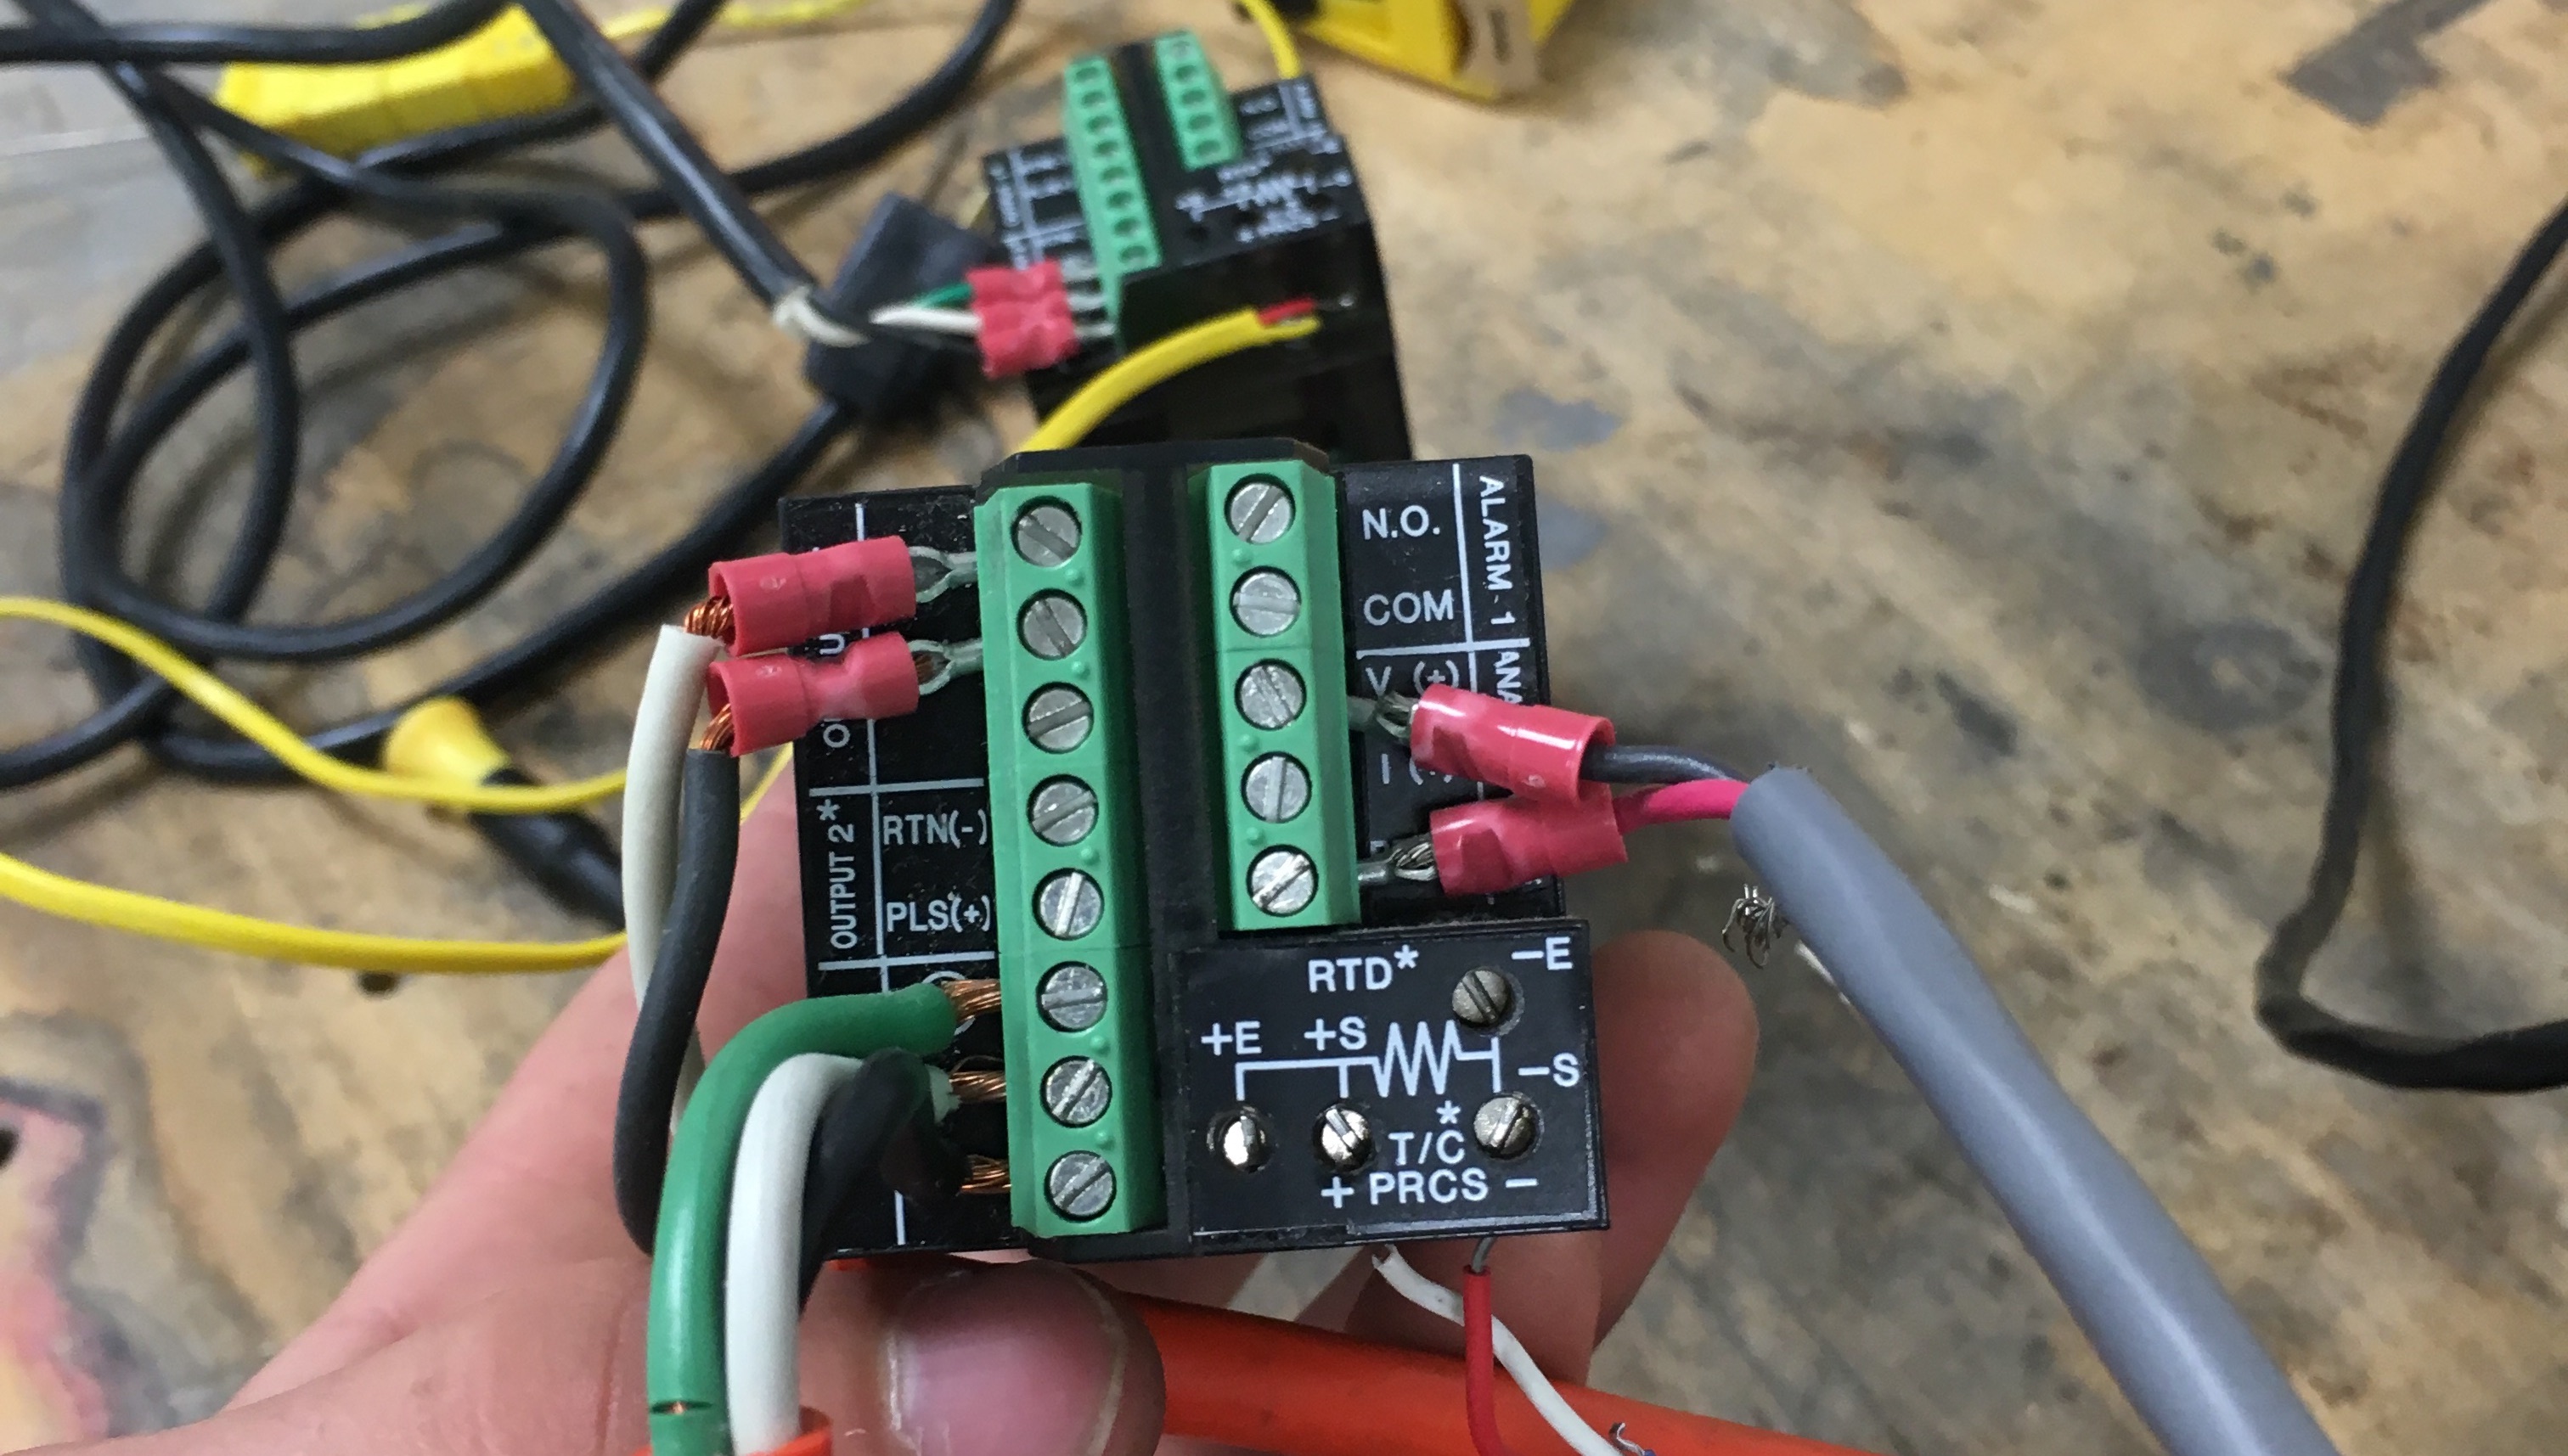 N.O.
COM
ALARM 1
V (+)
RTN(-)
PLS(+)
OUTPUT 2*
RTD*
-E
+E
+S
-S
*
T/C
+ PRCS -